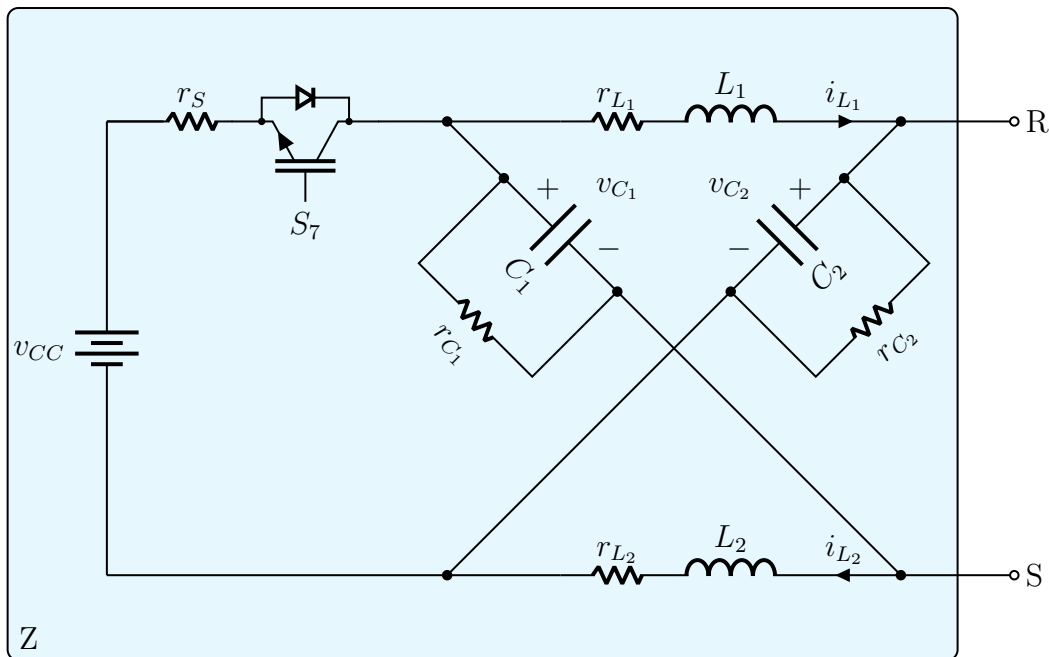 r_S
r_{L_1}
L_1
i_{L_1}
R
+
v_{C_1}
v_{C_2}
+
S_7
−
−
C_1
C_2
r_{C_1}
r_{C_2}
v_{CC}
r_{L_2}
L_2
i_{L_2}
S
Z